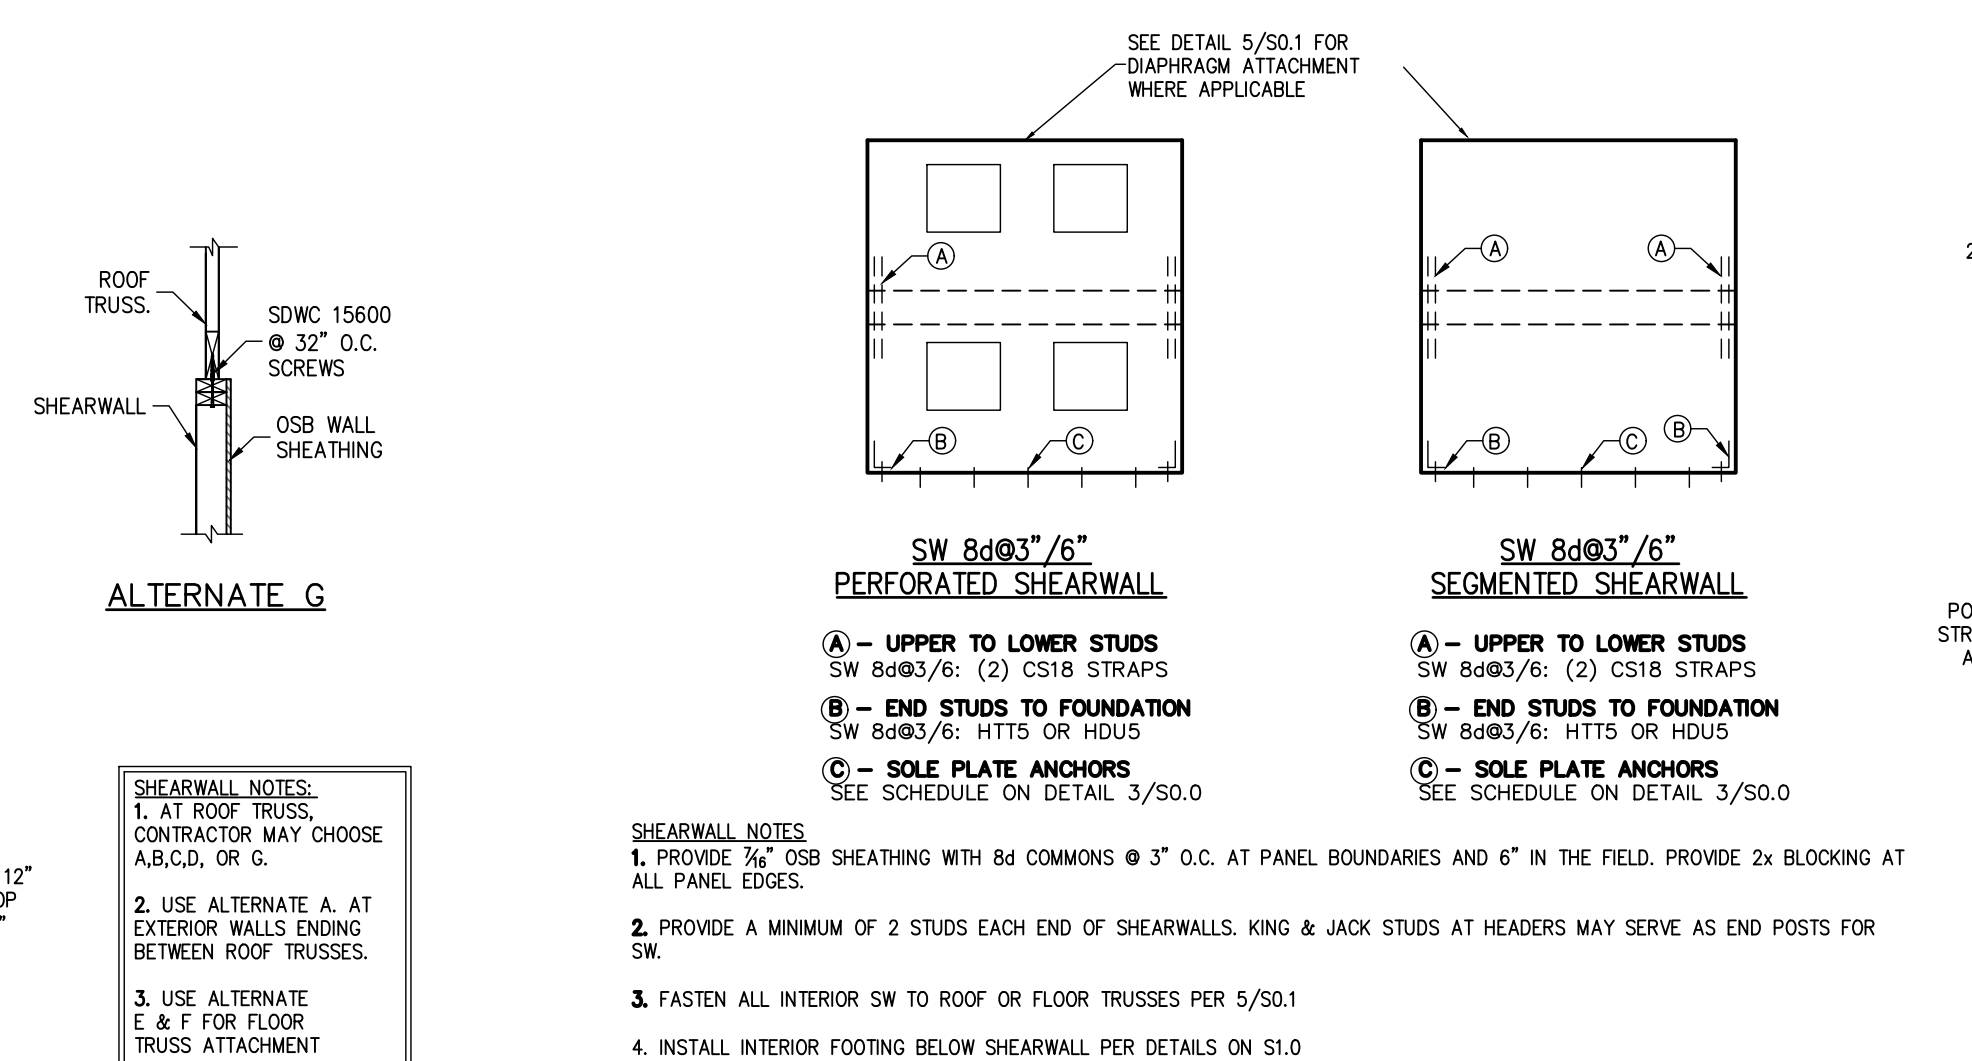 SEE DETAIL 5/S0.1 FOR
DIAPHRAGM ATTACHMENT
WHERE APPLICABLE
ROOF
TRUSS.
SDWC 15600
@ 32” O.C.
SCREWS
SHEARWALL
OSB WALL
SHEATHING
ALTERNATE G
A
B
C
A
A
B
C
B
SW 8d@3”/6”
PERFORATED SHEARWALL
A – UPPER TO LOWER STUDS
SW 8d@3/6: (2) CS18 STRAPS
B – END STUDS TO FOUNDATION
SW 8d@3/6: HTT5 OR HDU5
C – SOLE PLATE ANCHORS
SEE SCHEDULE ON DETAIL 3/S0.0
SW 8d@3”/6”
SEGMENTED SHEARWALL
A – UPPER TO LOWER STUDS
SW 8d@3/6: (2) CS18 STRAPS
B – END STUDS TO FOUNDATION
SW 8d@3/6: HTT5 OR HDU5
C – SOLE PLATE ANCHORS
SEE SCHEDULE ON DETAIL 3/S0.0
12”
SHEARWALL NOTES:
1. AT ROOF TRUSS,
CONTRACTOR MAY CHOOSE
A,B,C,D, OR G.
2. USE ALTERNATE A. AT
EXTERIOR WALLS ENDING
BETWEEN ROOF TRUSSES.
3. USE ALTERNATE
E & F FOR FLOOR
TRUSS ATTACHMENT
SHEARWALL NOTES
1. PROVIDE 7/16” OSB SHEATHING WITH 8d COMMONS @ 3” O.C. AT PANEL BOUNDARIES AND 6” IN THE FIELD. PROVIDE 2x BLOCKING AT
ALL PANEL EDGES.
2. PROVIDE A MINIMUM OF 2 STUDS EACH END OF SHEARWALLS. KING & JACK STUDS AT HEADERS MAY SERVE AS END POSTS FOR
SW.
3. FASTEN ALL INTERIOR SW TO ROOF OR FLOOR TRUSSES PER 5/S0.1
4. INSTALL INTERIOR FOOTING BELOW SHEARWALL PER DETAILS ON S1.0